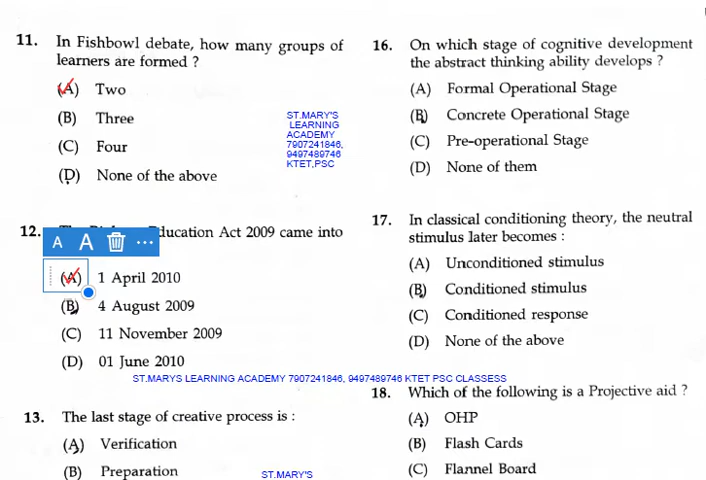 11. In Fishbowl debate, how many groups of
learners are formed ?
(A) Two
(B) Three
(C) Four
(D) None of the above
ST.MARY'S
LEARNING
ACADEMY
7907241846,
9497489746
KTET,PSC
12. Education Act 2009 came into
A A
(A) 1 April 2010
(B) 4 August 2009
(C) 11 November 2009
(D) 01 June 2010
ST.MARYS LEARNING ACADEMY 7907241846, 9497489746 KTET PSC CLASSESS
13. The last stage of creative process is :
(A) Verification
(B) Preparation
ST.MARY'S
16. On which stage of cognitive development
the abstract thinking ability develops ?
(A) Formal Operational Stage
(B) Concrete Operational Stage
(C) Pre-operational Stage
(D) None of them
17. In classical conditioning theory, the neutral
stimulus later becomes :
(A) Unconditioned stimulus
(B) Conditioned stimulus
(C) Conditioned response
(D) None of the above
18. Which of the following is a Projective aid ?
(A) OHP
(B) Flash Cards
(C) Flannel Board